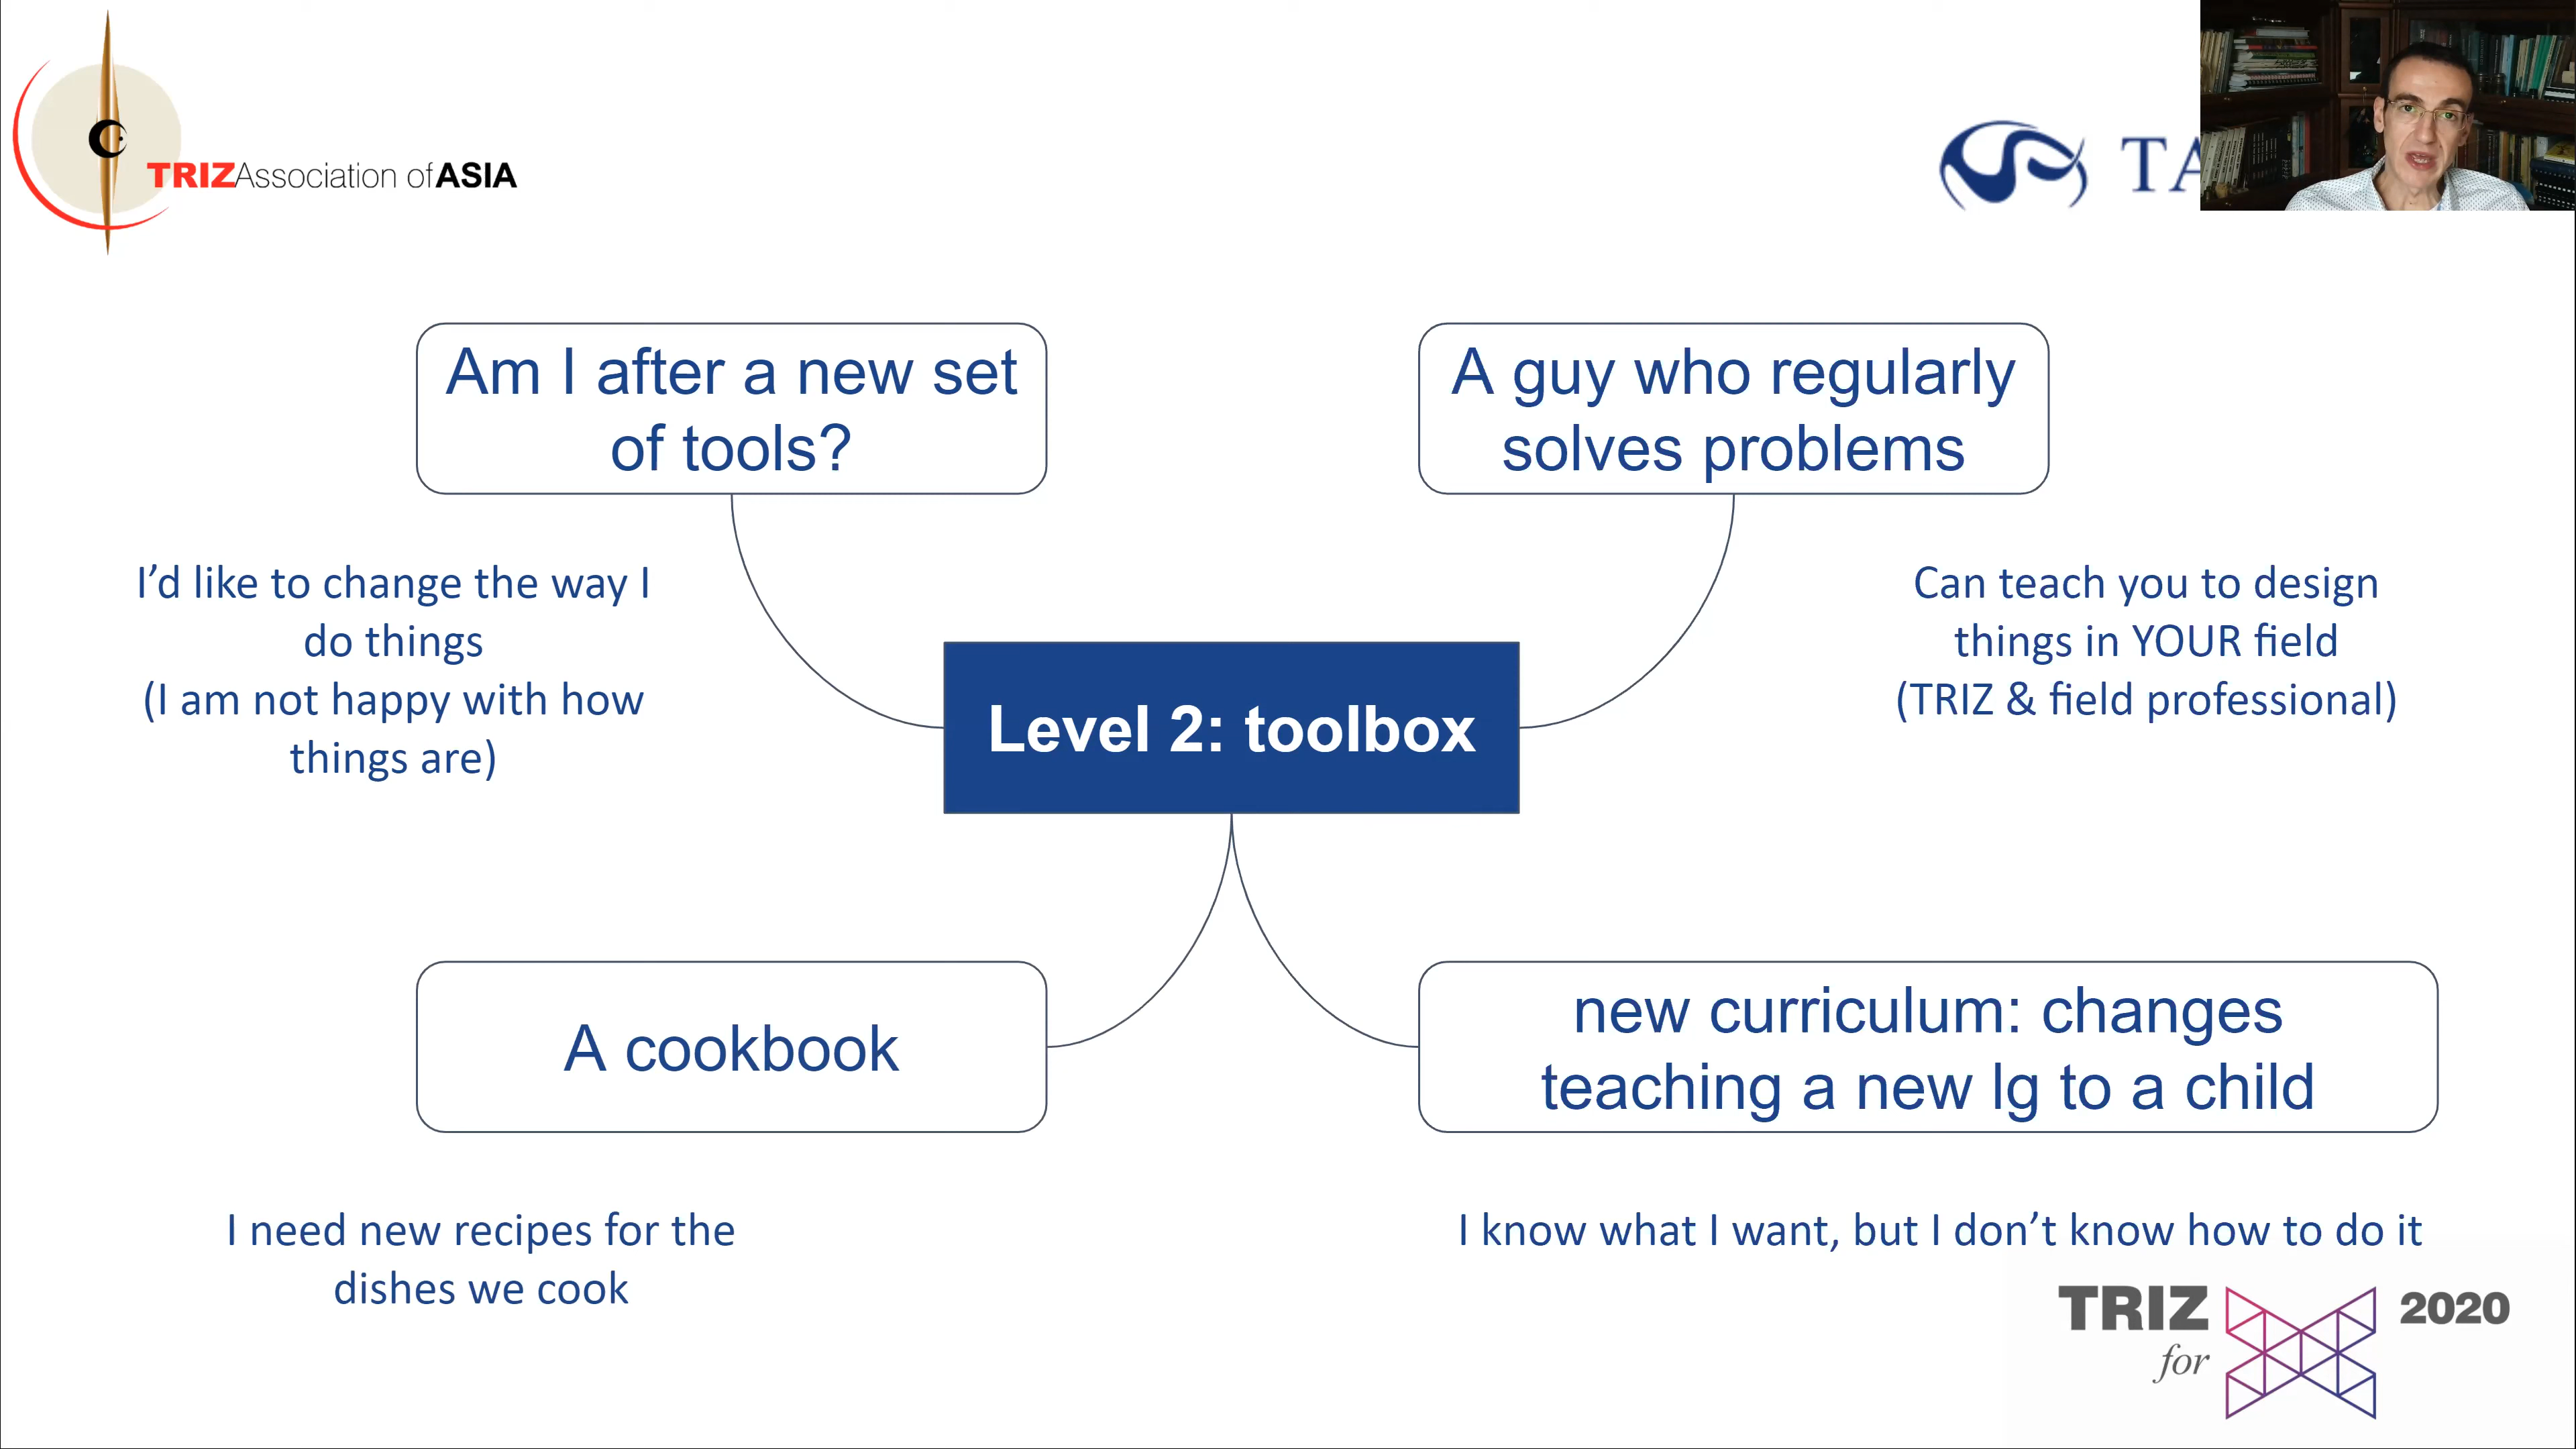 TRIZAssociation of ASIA
TA
Am I after a new set
of tools?
A guy who regularly
solves problems
I’d like to change the way I
do things
(I am not happy with how
things are)
Can teach you to design
things in YOUR field
(TRIZ & field professional)
Level 2: toolbox
A cookbook
new curriculum: changes
teaching a new lg to a child
I need new recipes for the
dishes we cook
I know what I want, but I don’t know how to do it
TRIZ
for
2020